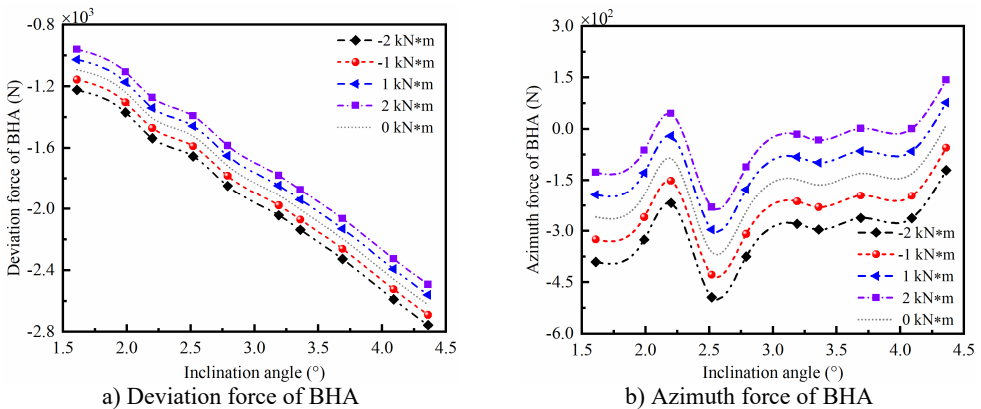 ×10³
-0.8
-1.2
-1.6
-2.0
-2.4
-2.8
Deviation force of BHA (N)
-2 kN*m
-1 kN*m
1 kN*m
2 kN*m
0 kN*m
1.5 2.0 2.5 3.0 3.5 4.0 4.5
Inclination angle (°)
a) Deviation force of BHA
×10²
3.0
1.5
0.0
-1.5
-3.0
-4.5
-6.0
Azimuth force of BHA (N)
-2 kN*m
-1 kN*m
1 kN*m
2 kN*m
0 kN*m
1.5 2.0 2.5 3.0 3.5 4.0 4.5
Inclination angle (°)
b) Azimuth force of BHA